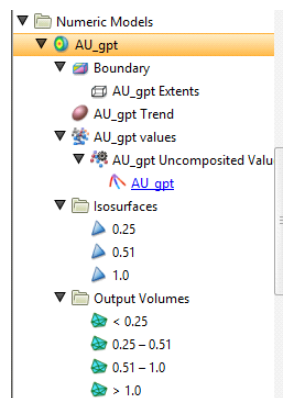 Numeric Models
AU_gpt
Boundary
AU_gpt Extents
AU_gpt Trend
AU_gpt values
AU_gpt Uncomposited Valu
AU_gpt
Isosurfaces
0.25
0.51
1.0
Output Volumes
< 0.25
0.25 – 0.51
0.51 – 1.0
> 1.0